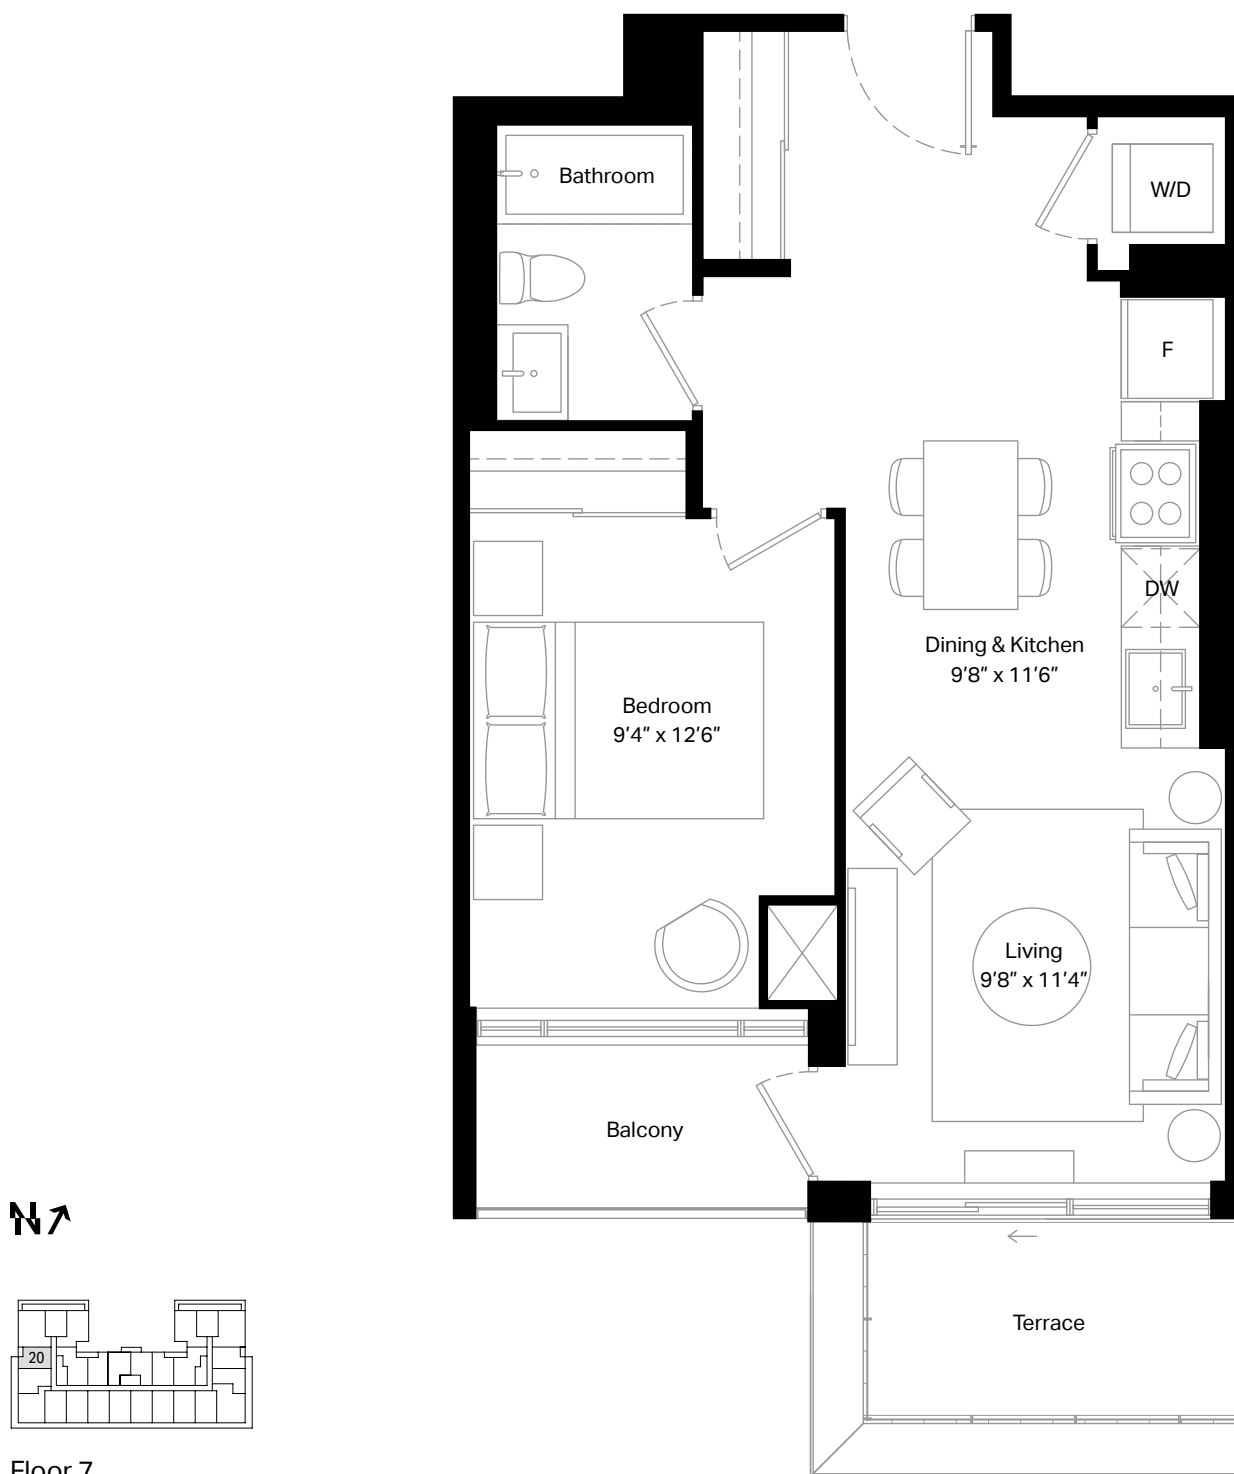 Bathroom
W/D
F
DW
Dining & Kitchen
9'8" x 11'6"
Bedroom
9'4" x 12'6"
Living
9'8" x 11'4"
Balcony
N
Terrace
20
Floor 7